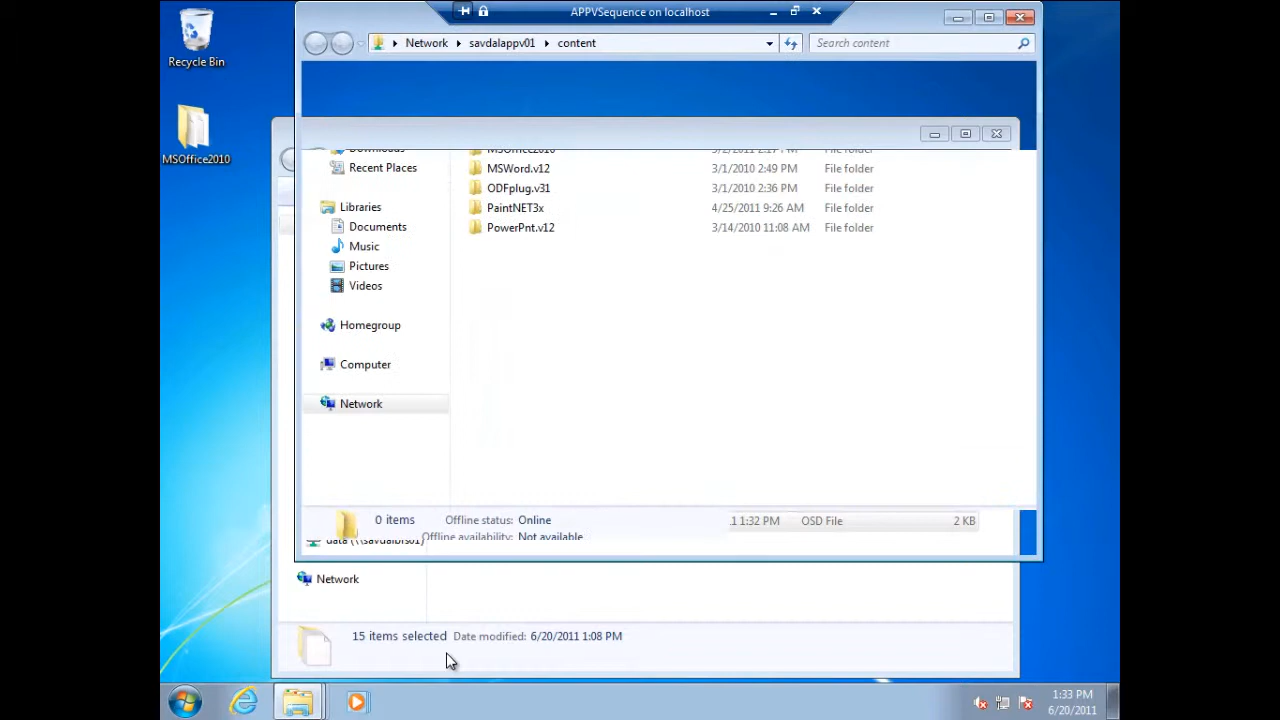 APPVSequence on localhost
Recycle Bin
Network savdalappv01 content
Search content
MSOffice2010
Downloads
MSOffice2010 3/2/2011 2:17 PM File folder
Recent Places
MSWord.v12 3/1/2010 2:49 PM File folder
ODFplug.v31 3/1/2010 2:36 PM File folder
Libraries
PaintNET3x 4/25/2011 9:26 AM File folder
Documents
PowerPnt.v12 3/14/2010 11:08 AM File folder
Music
Pictures
Videos
Homegroup
Computer
Network
0 items Offline status: Online
.1 1:32 PM OSD File 2 KB
Offline availability: Not available
Network
15 items selected Date modified: 6/20/2011 1:08 PM
1:33 PM
6/20/2011